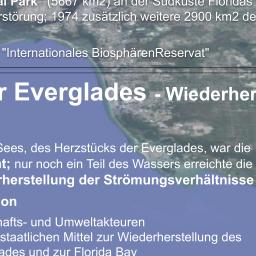 al Park" (5667 km2) an der Südküste Floridas
rstörung; 1974 zusätzlich weitere 2900 km2 de
"Internationales BiosphärenReservat"
r Everglades - Wiederher
Sees, des Herzstücks der Everglades, war die
t; nur noch ein Teil des Wassers erreichte die
rherstellung der Strömungsverhältnisse
on
hafts- und Umweltakteuren
staatlichen Mittel zur Wiederherstellung des
ades und zur Florida Bay